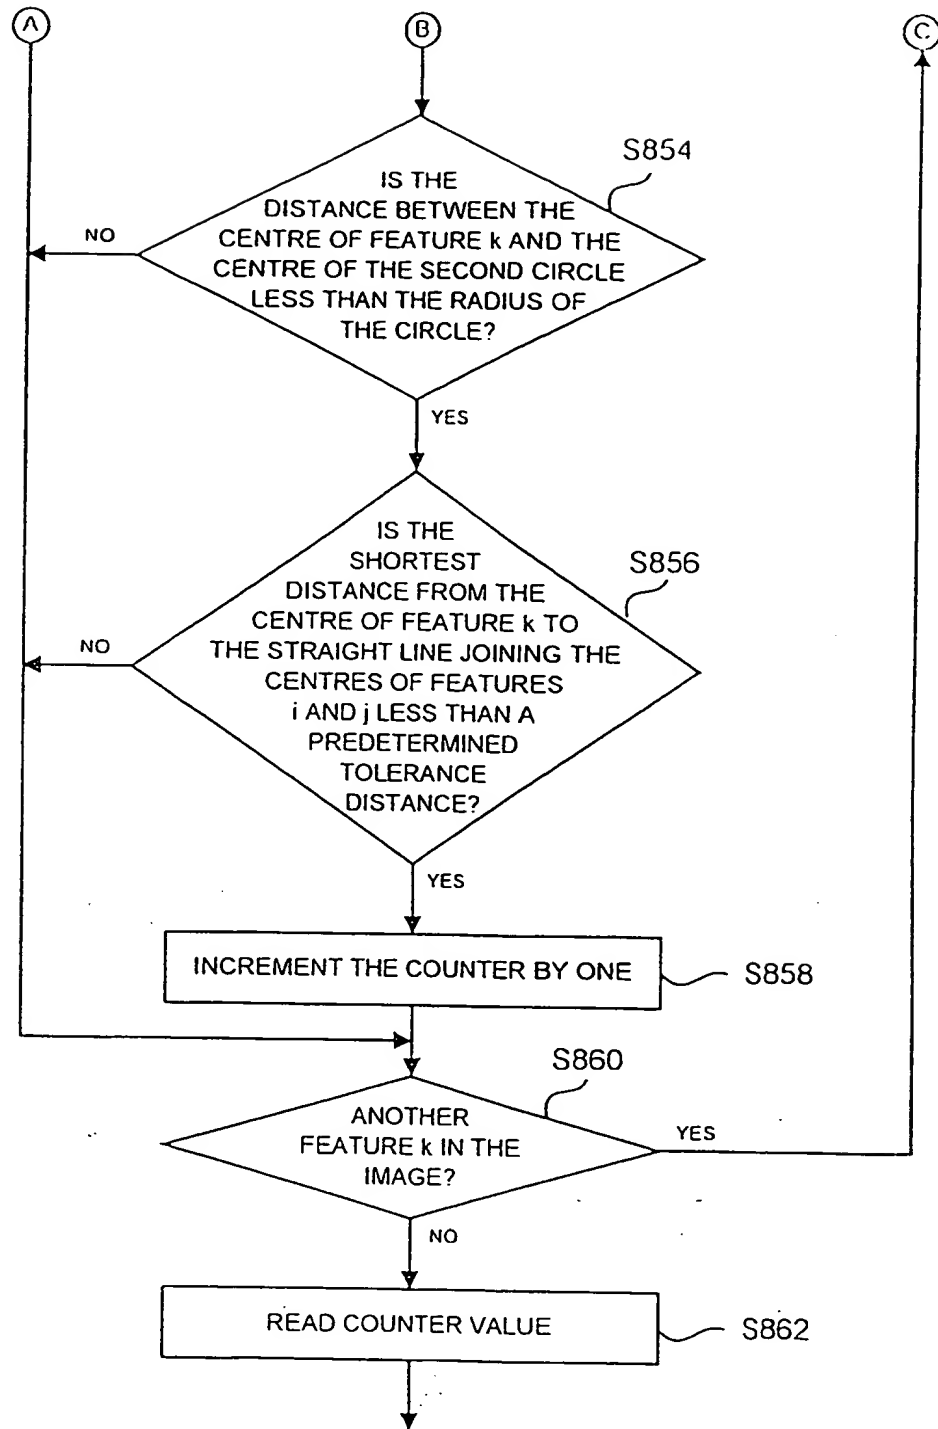 A
B
C
S854
IS THE
DISTANCE BETWEEN THE
CENTRE OF FEATURE k AND THE
CENTRE OF THE SECOND CIRCLE
LESS THAN THE RADIUS OF
THE CIRCLE?
NO
YES
IS THE
SHORTEST
DISTANCE FROM THE
CENTRE OF FEATURE k TO
THE STRAIGHT LINE JOINING THE
CENTRES OF FEATURES
i AND j LESS THAN A
PREDETERMINED
TOLERANCE
DISTANCE?
S856
NO
YES
INCREMENT THE COUNTER BY ONE
S858
S860
ANOTHER
FEATURE k IN THE
IMAGE?
YES
NO
READ COUNTER VALUE
S862